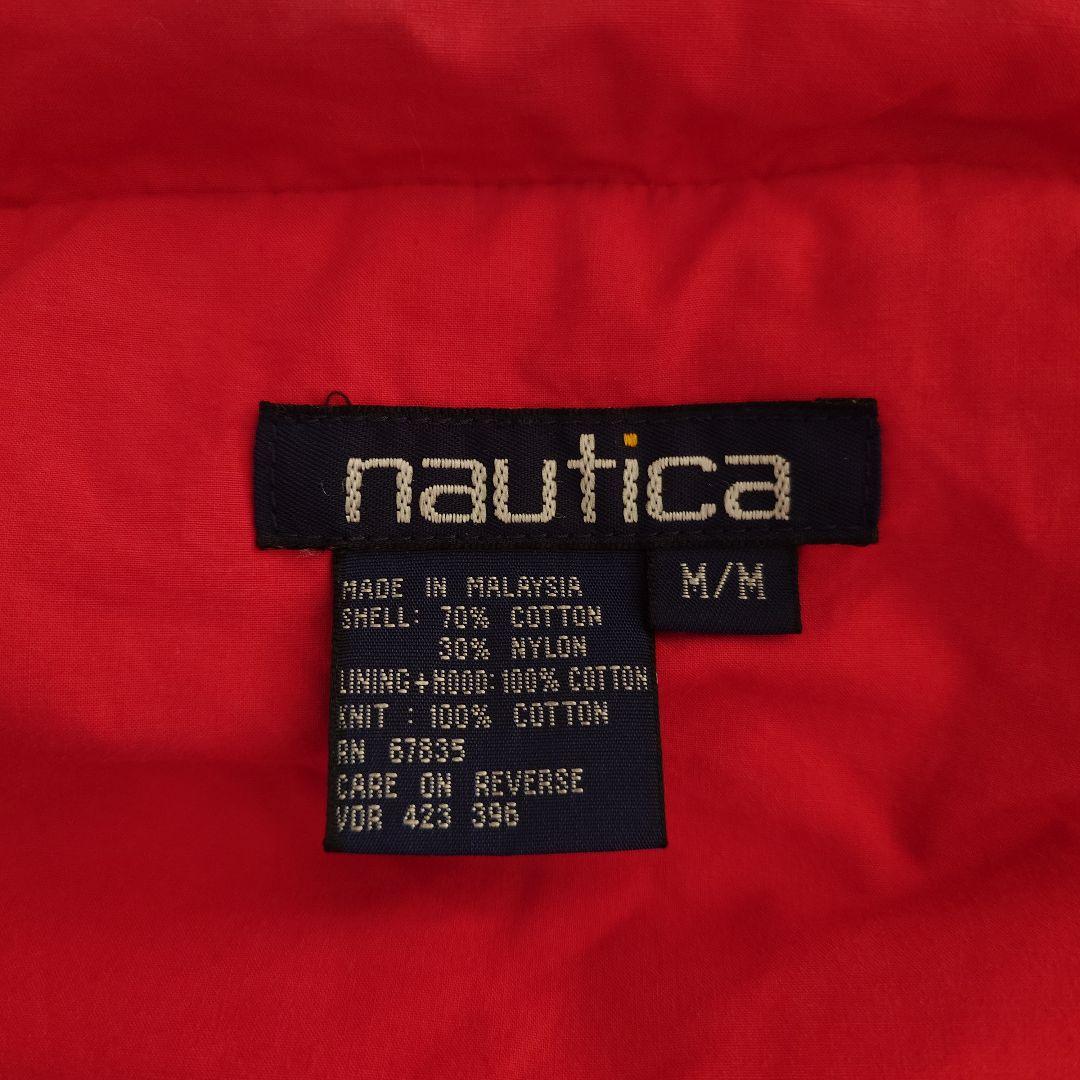 nautica
M/M
MADE IN MALAYSIA
SHELL: 70% COTTON
30% NYLON
LINING+HOOD:100% COTTON
KNIT : 100% COTTON
RN 67835
CARE ON REVERSE
VDR 423 396